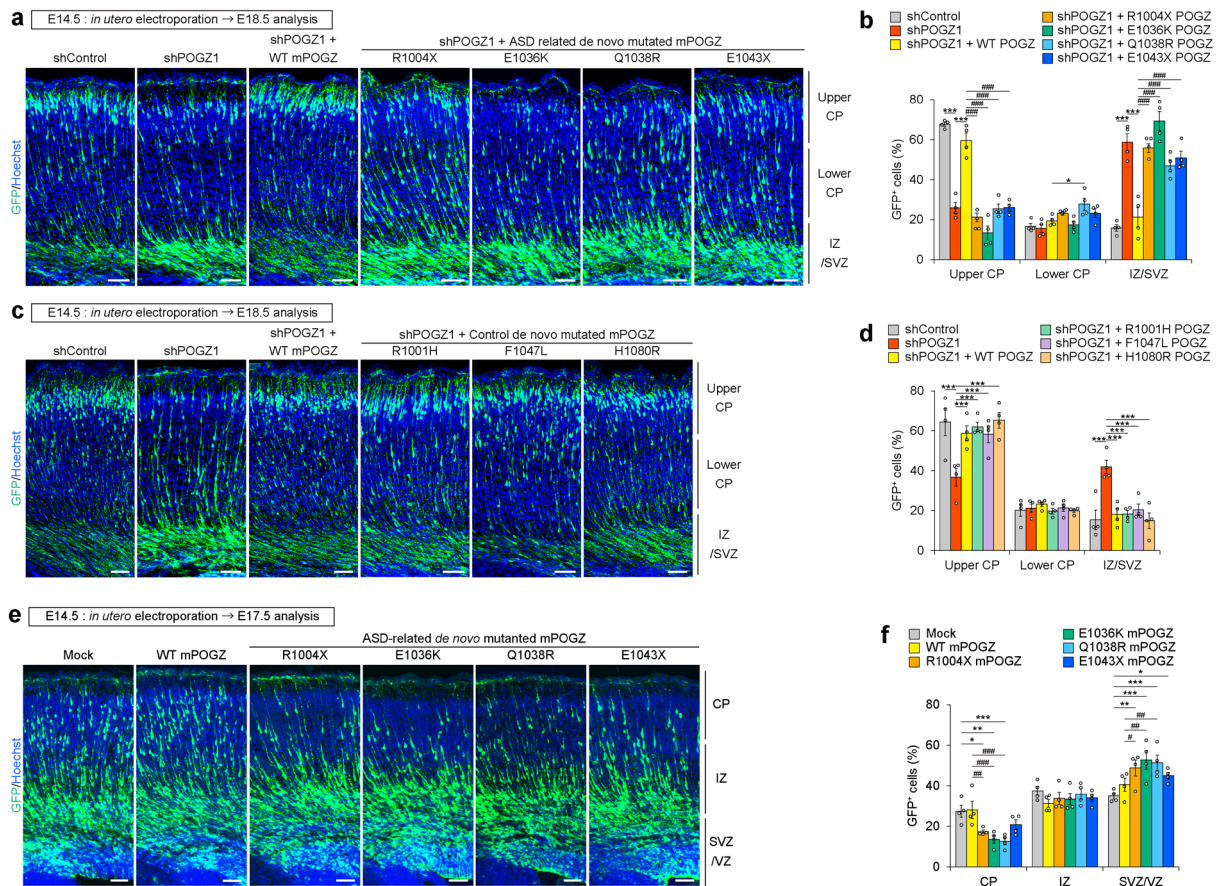 a
E14.5 : in utero electroporation → E18.5 analysis
shControl
shPOGZ1
shPOGZ1 +
WT mPOGZ
shPOGZ1 + ASD related de novo mutated mPOGZ
R1004X
E1036K
Q1038R
E1043X
GFP/Hoechst
Upper
CP
Lower
CP
IZ
/SVZ
b
shControl
shPOGZ1
shPOGZ1 + WT POGZ
shPOGZ1 + R1004X POGZ
shPOGZ1 + E1036K POGZ
shPOGZ1 + Q1038R POGZ
shPOGZ1 + E1043X POGZ
GFP+ cells (%)
80
60
40
20
0
***
***
###
###
###
###
*
***
***
###
###
###
###
Upper CP
Lower CP
IZ/SVZ
c
E14.5 : in utero electroporation → E18.5 analysis
shControl
shPOGZ1
shPOGZ1 +
WT mPOGZ
shPOGZ1 + Control de novo mutated mPOGZ
R1001H
F1047L
H1080R
GFP/Hoechst
Upper
CP
Lower
CP
IZ
/SVZ
d
shControl
shPOGZ1
shPOGZ1 + WT POGZ
shPOGZ1 + R1001H POGZ
shPOGZ1 + F1047L POGZ
shPOGZ1 + H1080R POGZ
GFP+ cells (%)
80
60
40
20
0
***
***
***
***
***
***
***
***
***
***
Upper CP
Lower CP
IZ/SVZ
e
E14.5 : in utero electroporation → E17.5 analysis
Mock
WT mPOGZ
ASD-related de novo mutanted mPOGZ
R1004X
E1036K
Q1038R
E1043X
GFP/Hoechst
CP
IZ
SVZ
/VZ
f
Mock
WT mPOGZ
R1004X mPOGZ
E1036K mPOGZ
Q1038R mPOGZ
E1043X mPOGZ
GFP+ cells (%)
80
60
40
20
0
***
**
*
###
###
##
*
***
***
**
##
##
#
CP
IZ
SVZ/VZ